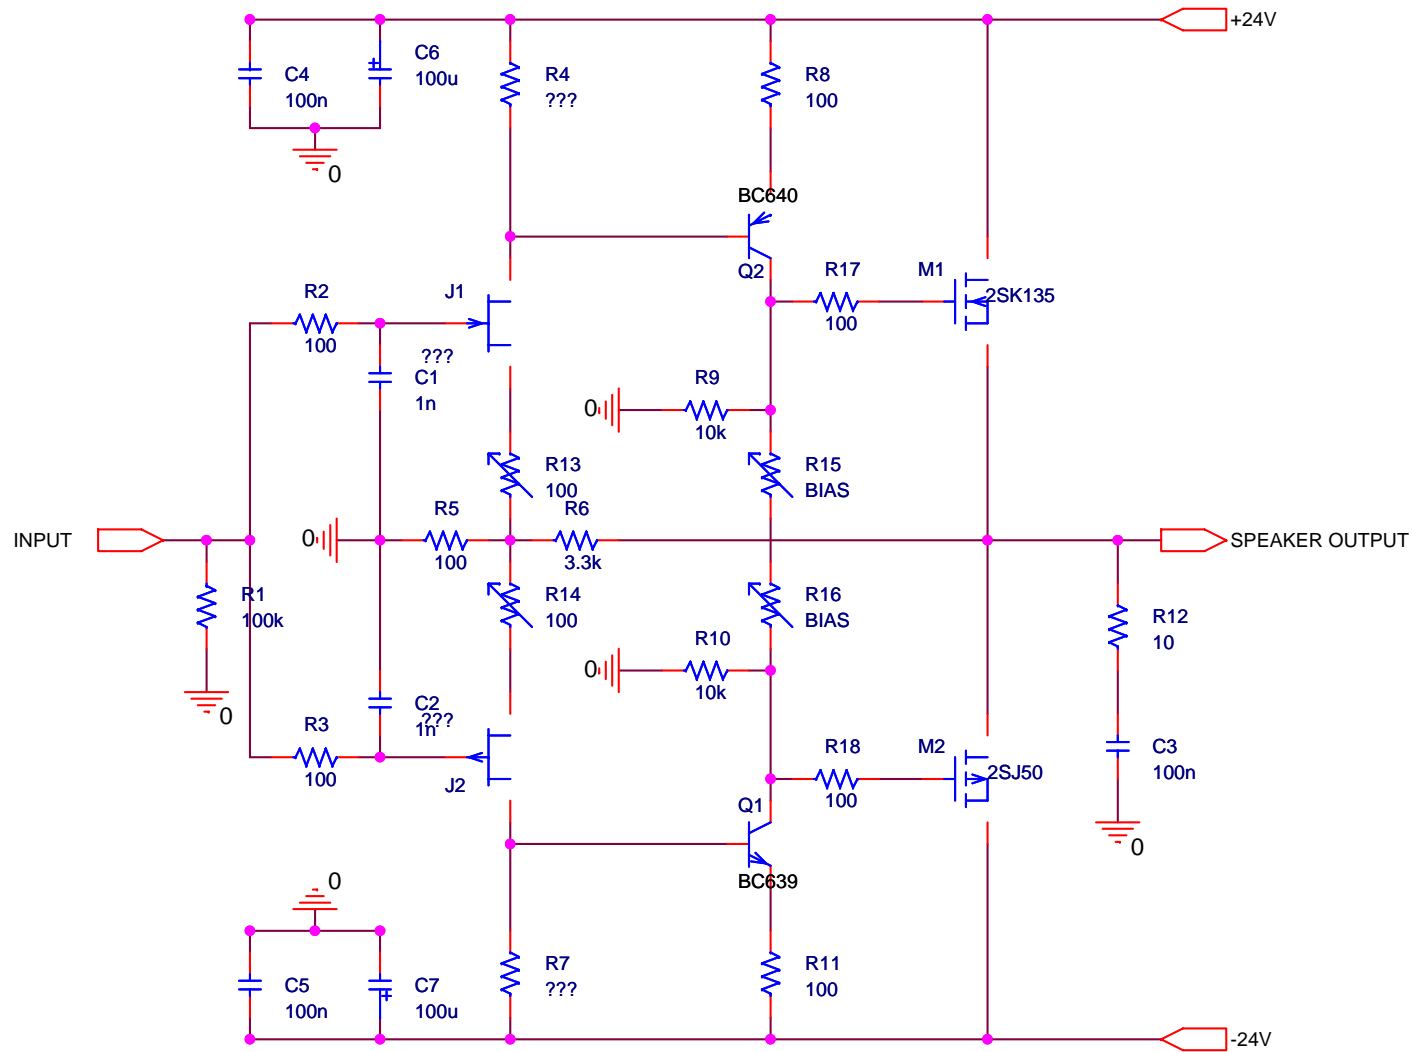 +24V
C4
100n
C6
100u
R4
???
R8
100
0
BC640
Q2
R17
100
M1
2SK135
R2
100
J1
???
C1
1n
R9
10k
0
R13
100
R15
BIAS
INPUT
0
R5
100
R6
3.3k
SPEAKER OUTPUT
R1
100k
0
R14
100
R16
BIAS
R12
10
R10
10k
0
C2
1n
???
R3
100
J2
R18
100
M2
2SJ50
C3
100n
0
Q1
BC639
0
C5
100n
C7
100u
R7
???
R11
100
-24V